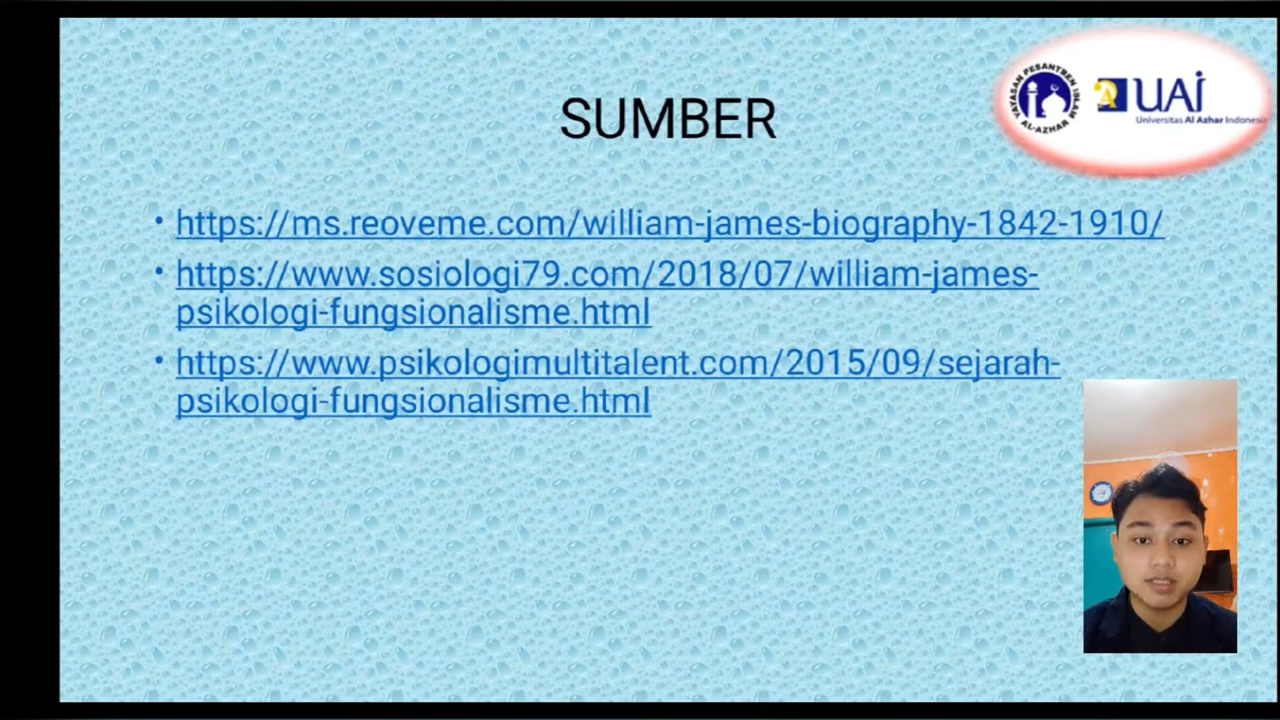 SUMBER
YAYASAN PESANTREN ISLAM
AL-AZHAR
UAI
Universitas Al Azhar Indonesia
• https://ms.reoveme.com/william-james-biography-1842-1910/
• https://www.sosiologi79.com/2018/07/william-james-
psikologi-fungsionalisme.html
• https://www.psikologimultitalent.com/2015/09/sejarah-
psikologi-fungsionalisme.html